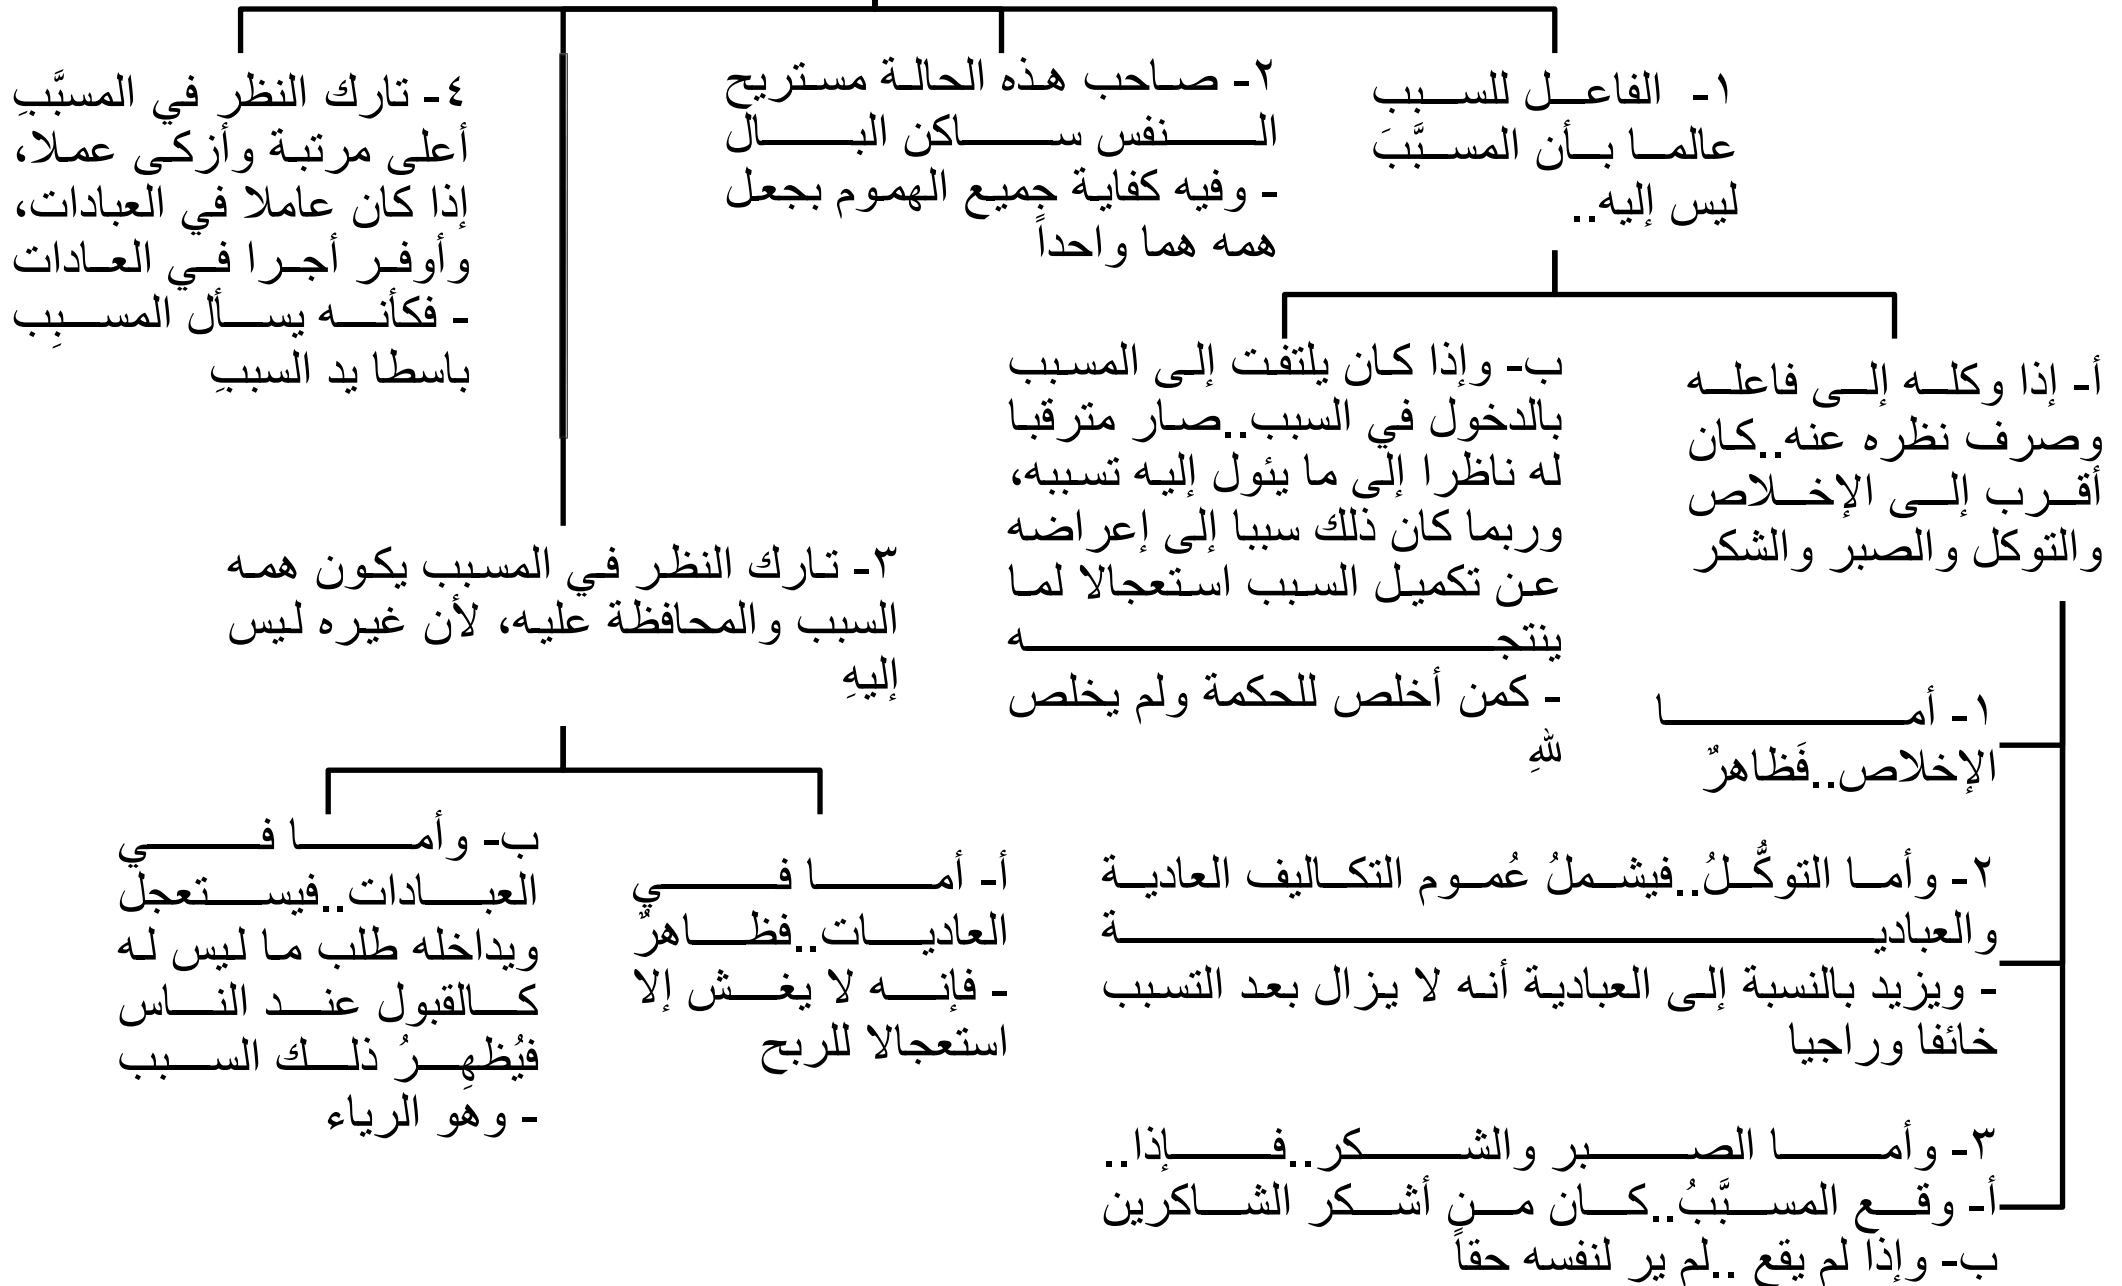 ١- الفاعل للسبب
عالما بأن المسبَّبَ
ليس إليه..
٢- صاحب هذه الحالة مستريح
النفس ساكن البال
- وفيه كفاية جميع الهموم بجعل
همه هما واحداً
٤- تارك النظر في المسبَّبِ
أعلى مرتبة وأزكى عملا،
إذا كان عاملا في العبادات،
وأوفر أجرا في العادات
- فكأنه يسأل المسبِب
باسطا يد السببِ
أ- إذا وكله إلى فاعله
وصرف نظره عنه..كان
أقرب إلى الإخلاص
والتوكل والصبر والشكر
ب- وإذا كان يلتفت إلى المسبب
بالدخول في السبب..صار مترقبا
له ناظرا إلى ما يئول إليه تسببه،
وربما كان ذلك سببا إلى إعراضه
عن تكميل السبب استعجالا لما
ينتجه
- كمن أخلص للحكمة ولم يخلص
للهِ
١- أما
الإخلاص..فَظاهرٌ
٢- وأما التوكُّلُ..فيشملُ عُموم التكاليف العادية
والعبادية
- ويزيد بالنسبة إلى العبادية أنه لا يزال بعد التسبب
خائفا وراجيا
٣- وأما الصبر والشكر..فإذا..
أ- وقع المسبَّبُ..كان من أشكر الشاكرين
ب- وإذا لم يقع ..لم ير لنفسه حقاً
٣- تارك النظر في المسبب يكون همه
السبب والمحافظة عليه، لأن غيره ليس
إليهِ
أ- أما في
العاديات..فظاهرٌ
- فإنه لا يغش إلا
استعجالا للربح
ب- وأما في
العبادات..فيستعجل
ويداخله طلب ما ليس له
كالقبول عند الناس
فيُظهِرُ ذلك السبب
- وهو الرياء